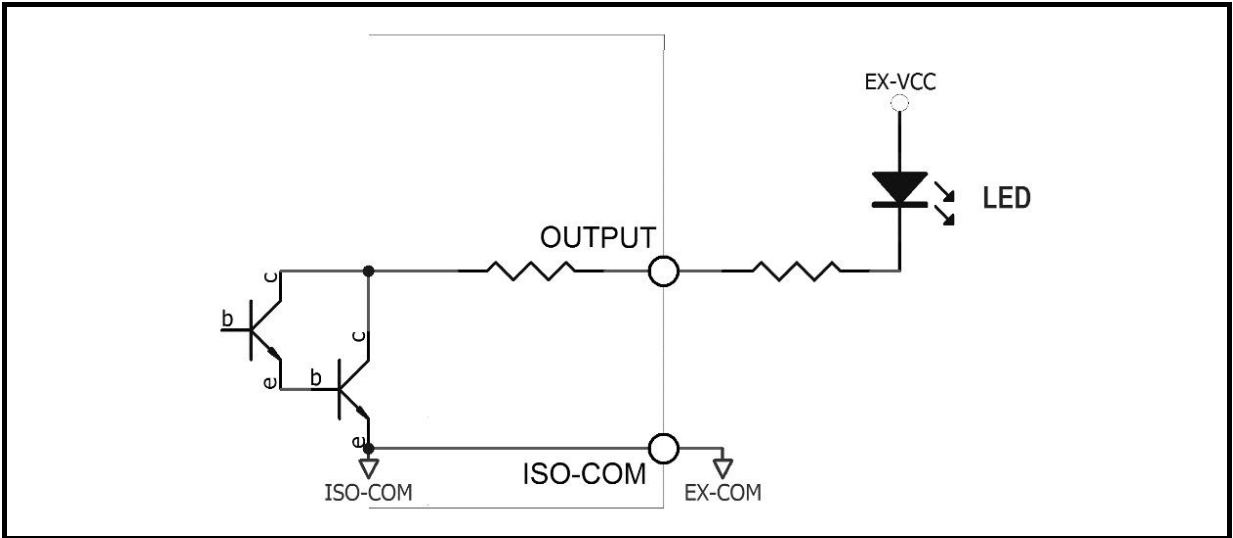 EX-VCC
LED
OUTPUT
c
b
c
e
b
e
ISO-COM
ISO-COM
EX-COM